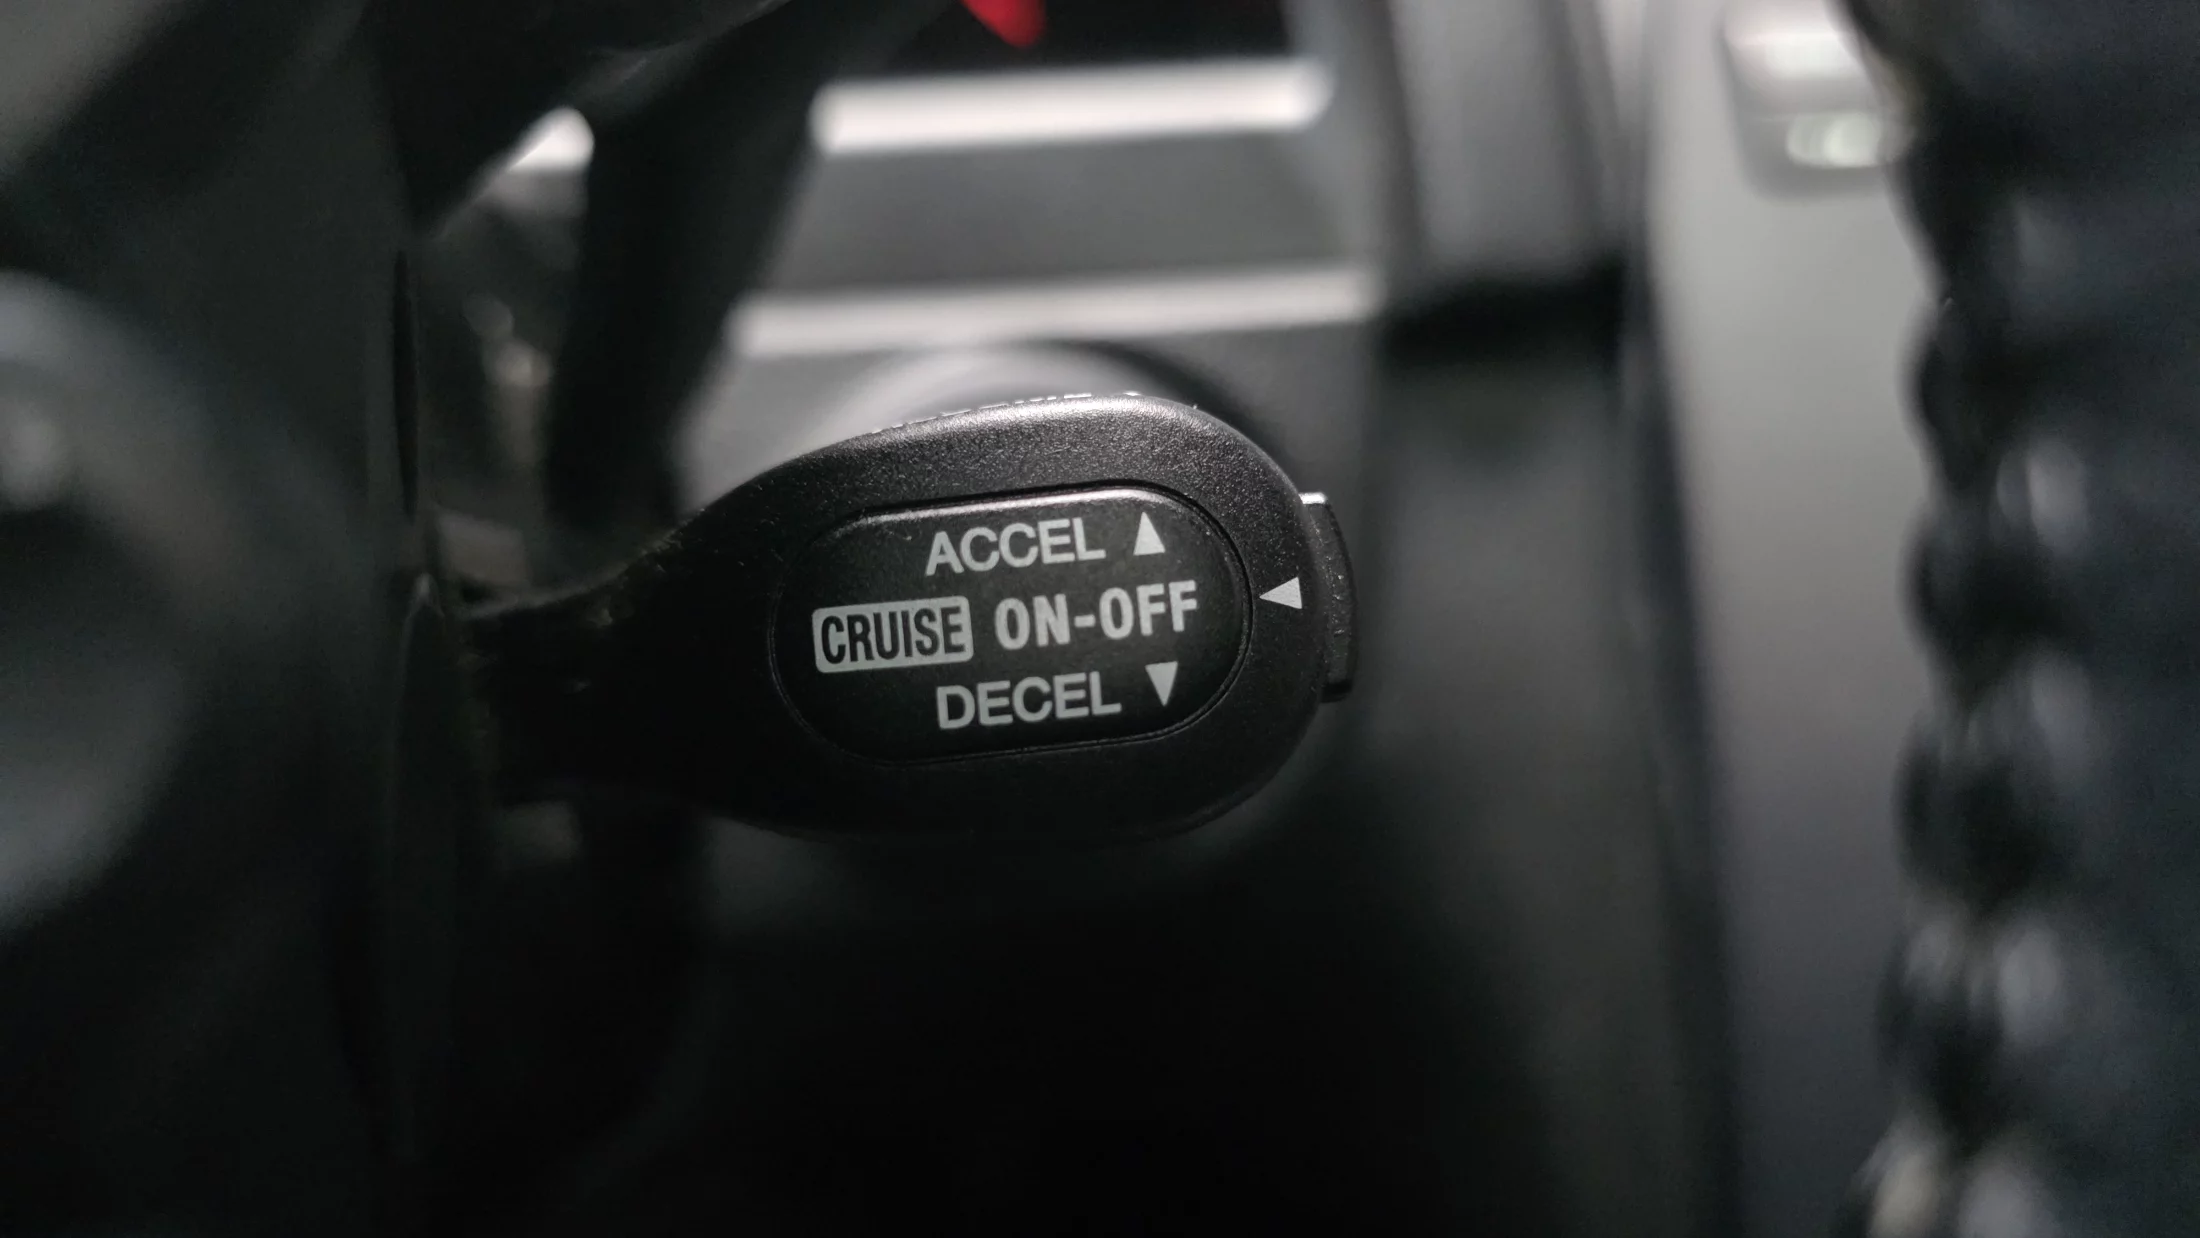 ACCEL ▲
CRUISE ON-OFF ◀
DECEL ▼